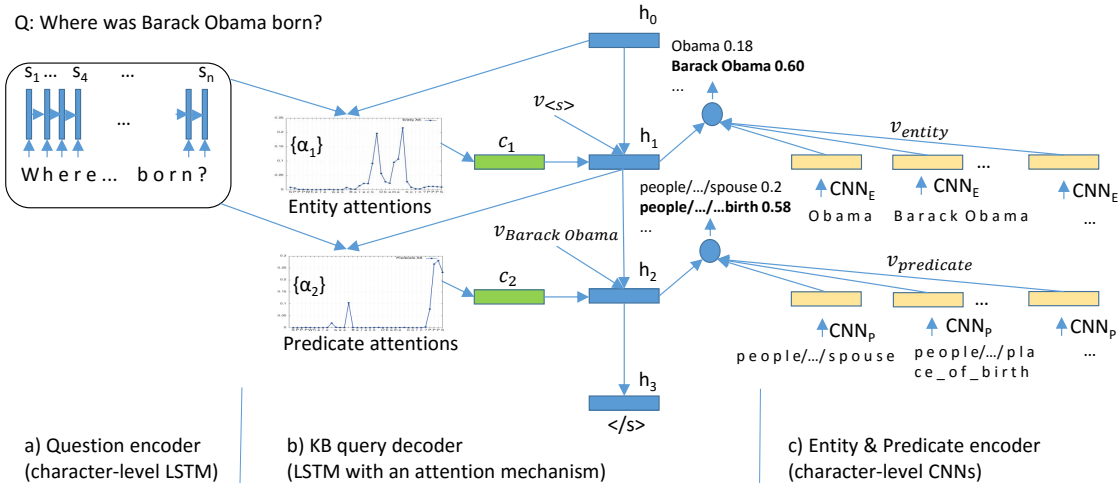 Q: Where was Barack Obama born?
s1 ... s4 ... sn
...
Where... born?
h0
{α1}
Entity attentions
c1
v<s>
h1
Obama 0.18
Barack Obama 0.60
...
ventity
...
CNNE CNNE CNNE
Obama Barack Obama ...
{α2}
Predicate attentions
c2
vBarack Obama
h2
people/…/spouse 0.2
people/…/…birth 0.58
...
vpredicate
...
CNNP CNNP CNNP
people/…/spouse people/…/pla ...
ce_of_birth
h3
</s>
a) Question encoder
(character-level LSTM)
b) KB query decoder
(LSTM with an attention mechanism)
c) Entity & Predicate encoder
(character-level CNNs)